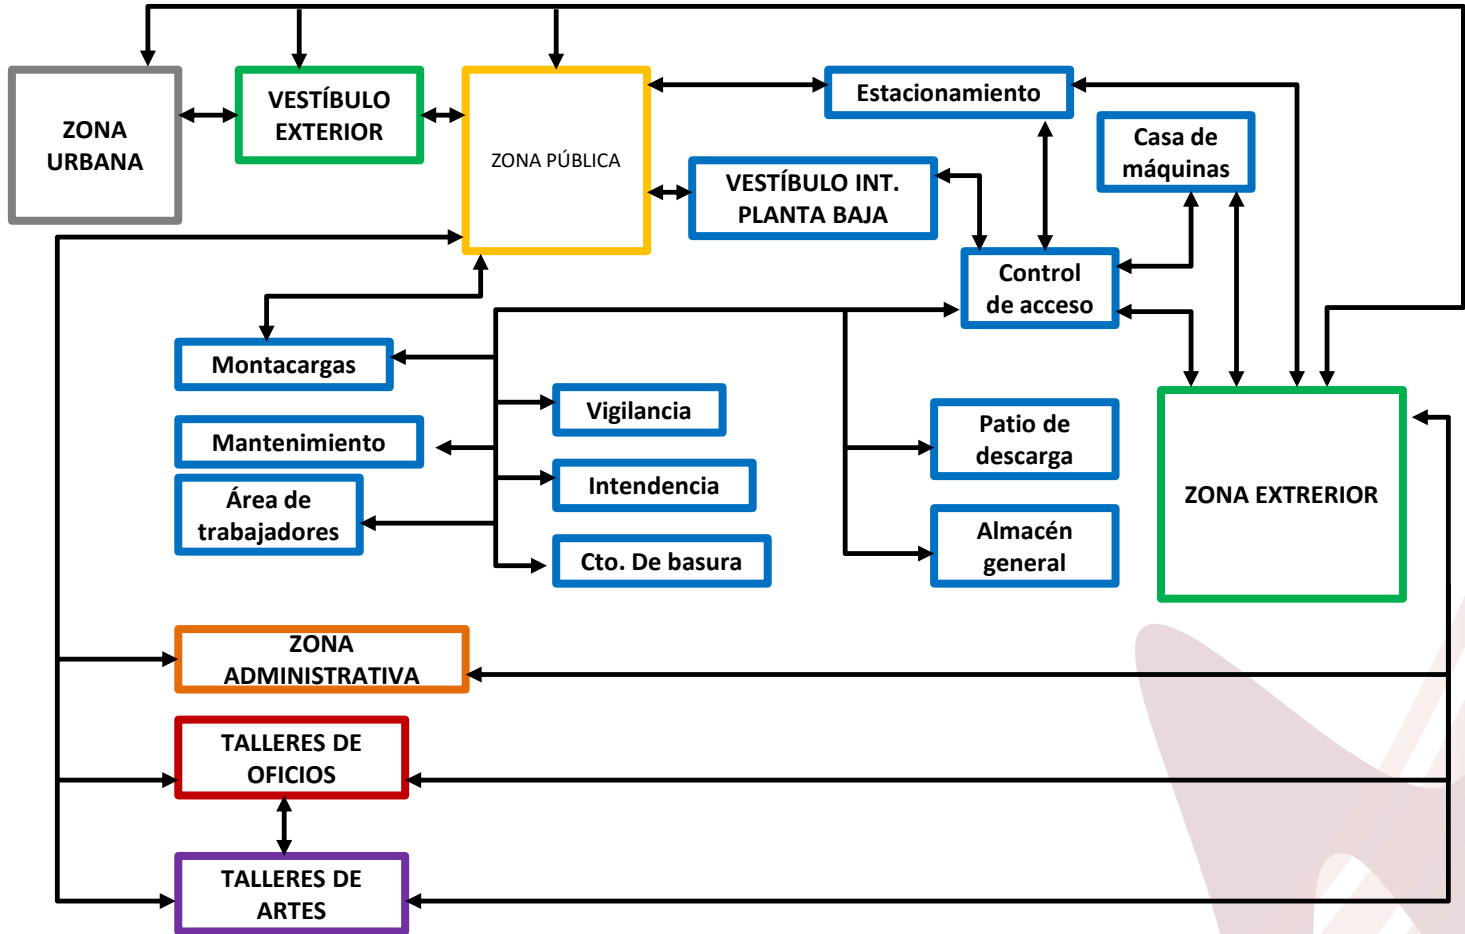 ZONA
URBANA
VESTÍBULO
EXTERIOR
ZONA PÚBLICA
Estacionamiento
Casa de
máquinas
VESTÍBULO INT.
PLANTA BAJA
Control
de acceso
Montacargas
Vigilancia
Mantenimiento
Patio de
descarga
Intendencia
Área de
trabajadores
ZONA EXTRERIOR
Cto. De basura
Almacén
general
ZONA
ADMINISTRATIVA
TALLERES DE
OFICIOS
TALLERES DE
ARTES